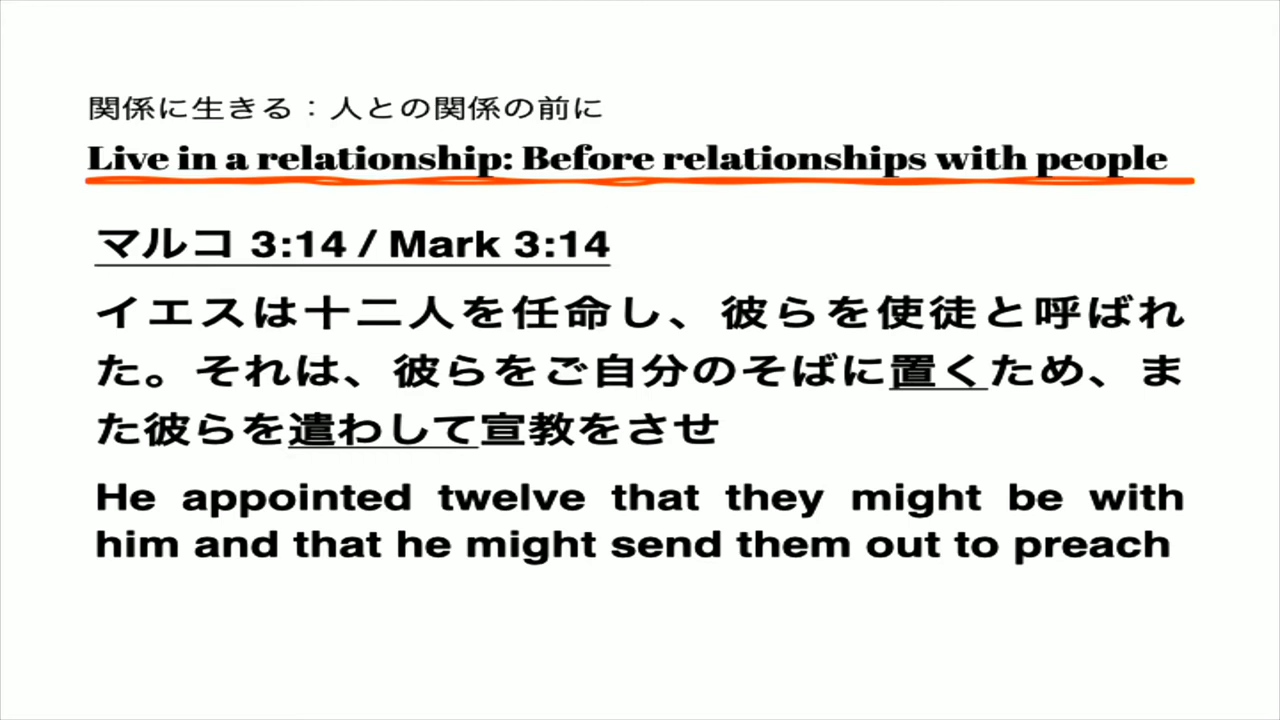 関係に生きる：人との関係の前に
Live in a relationship: Before relationships with people
マルコ 3:14 / Mark 3:14
イエスは十二人を任命し、彼らを使徒と呼ばれ
た。それは、彼らをご自分のそばに置くため、ま
た彼らを遣わして宣教をさせ
He appointed twelve that they might be with
him and that he might send them out to preach